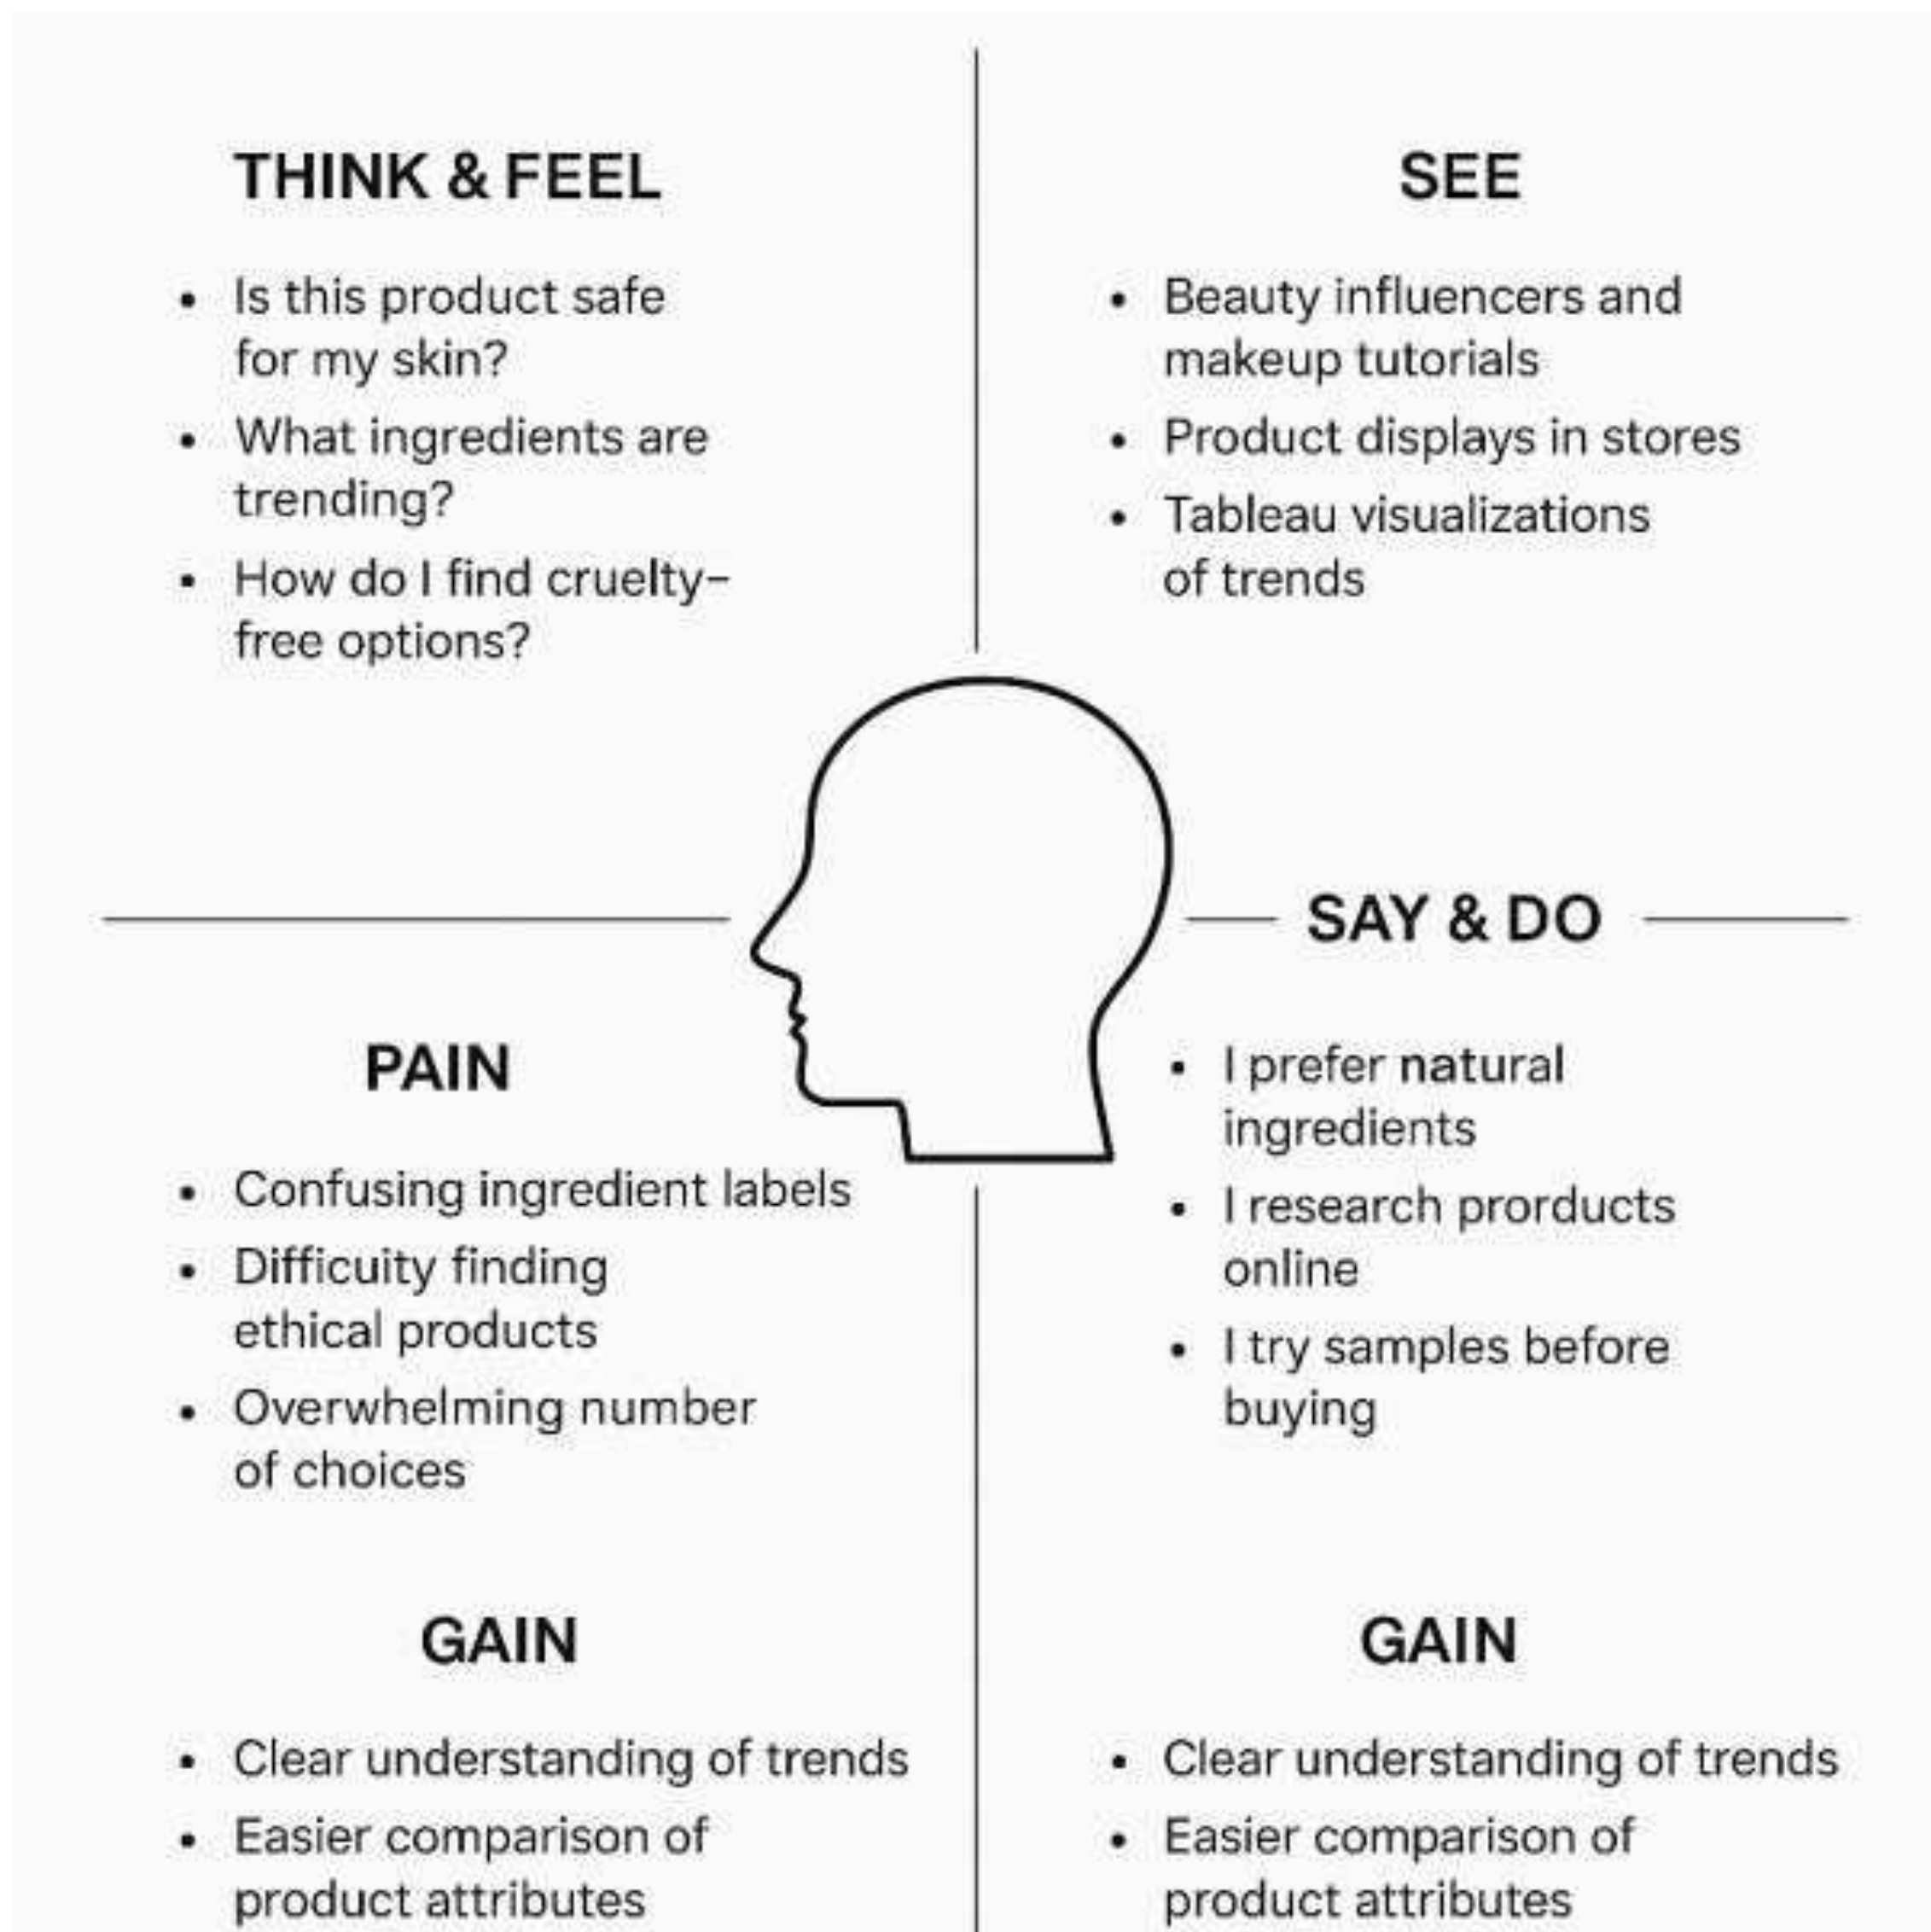 THINK & FEEL
• Is this product safe
for my skin?
• What ingredients are
trending?
• How do I find cruelty-
free options?
SEE
• Beauty influencers and
makeup tutorials
• Product displays in stores
• Tableau visualizations
of trends
PAIN
• Confusing ingredient labels
• Difficuity finding
ethical products
• Overwhelming number
of choices
SAY & DO
• I prefer natural
ingredients
• I research prorducts
online
• I try samples before
buying
GAIN
• Clear understanding of trends
• Easier comparison of
product attributes
GAIN
• Clear understanding of trends
• Easier comparison of
product attributes